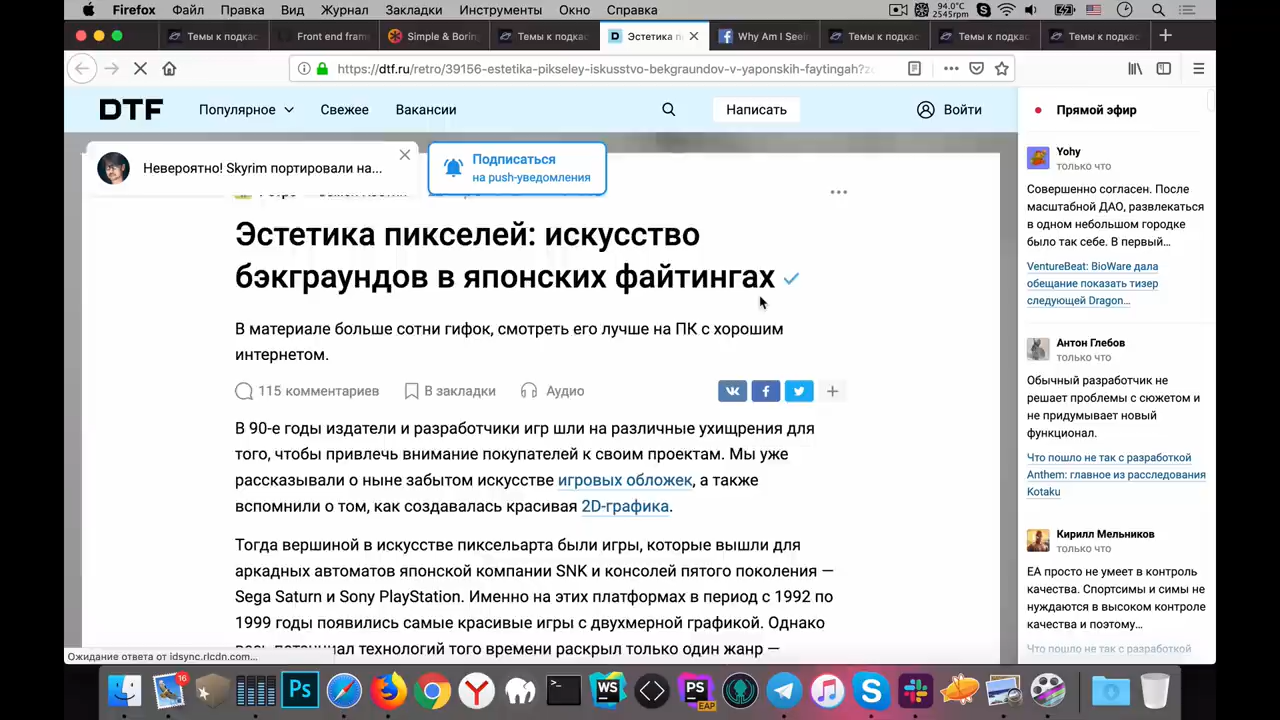 Firefox Файл Правка Вид Журнал Закладки Инструменты Окно Справка 94.0°C 2545rpm
Темы к подкас Front end fram Simple & Borin Темы к подкас Эстетика п Why Am I Seein Темы к подкас Темы к подкас Темы к подкас
https://dtf.ru/retro/39156-estetika-pikseley-iskusstvo-bekgraundov-v-yaponskih-faytingah?
DTF Популярное Свежее Вакансии Написать Войти
Невероятно! Skyrim портировали на...
Подписаться
на push-уведомления
Эстетика пикселей: искусство
бэкграундов в японских файтингах
В материале больше сотни гифок, смотреть его лучше на ПК с хорошим
интернетом.
115 комментариев В закладки Аудио
В 90-е годы издатели и разработчики игр шли на различные ухищрения для
того, чтобы привлечь внимание покупателей к своим проектам. Мы уже
рассказывали о ныне забытом искусстве игровых обложек, а также
вспомнили о том, как создавалась красивая 2D-графика.
Тогда вершиной в искусстве пиксельарта были игры, которые вышли для
аркадных автоматов японской компании SNK и консолей пятого поколения —
Sega Saturn и Sony PlayStation. Именно на этих платформах в период с 1992 по
1999 годы появились самые красивые игры с двухмерной графикой. Однако
весь потенциал технологий того времени раскрыл только один жанр —
Прямой эфир
Yohy
только что
Совершенно согласен. После
масштабной ДАО, развлекаться
в одном небольшом городке
было так себе. В первый...
VentureBeat: BioWare дала
обещание показать тизер
следующей Dragon...
Антон Глебов
только что
Обычный разработчик не
решает проблемы с сюжетом и
не придумывает новый
функционал.
Что пошло не так с разработкой
Anthem: главное из расследования
Kotaku
Кирилл Мельников
только что
EA просто не умеет в контроль
качества. Спортсимы и симы не
нуждаются в высоком контроле
качества и поэтому...
Что пошло не так с разработкой
Ожидание ответа от idsync.rlcdn.com...
16 Ps WS PS EAP